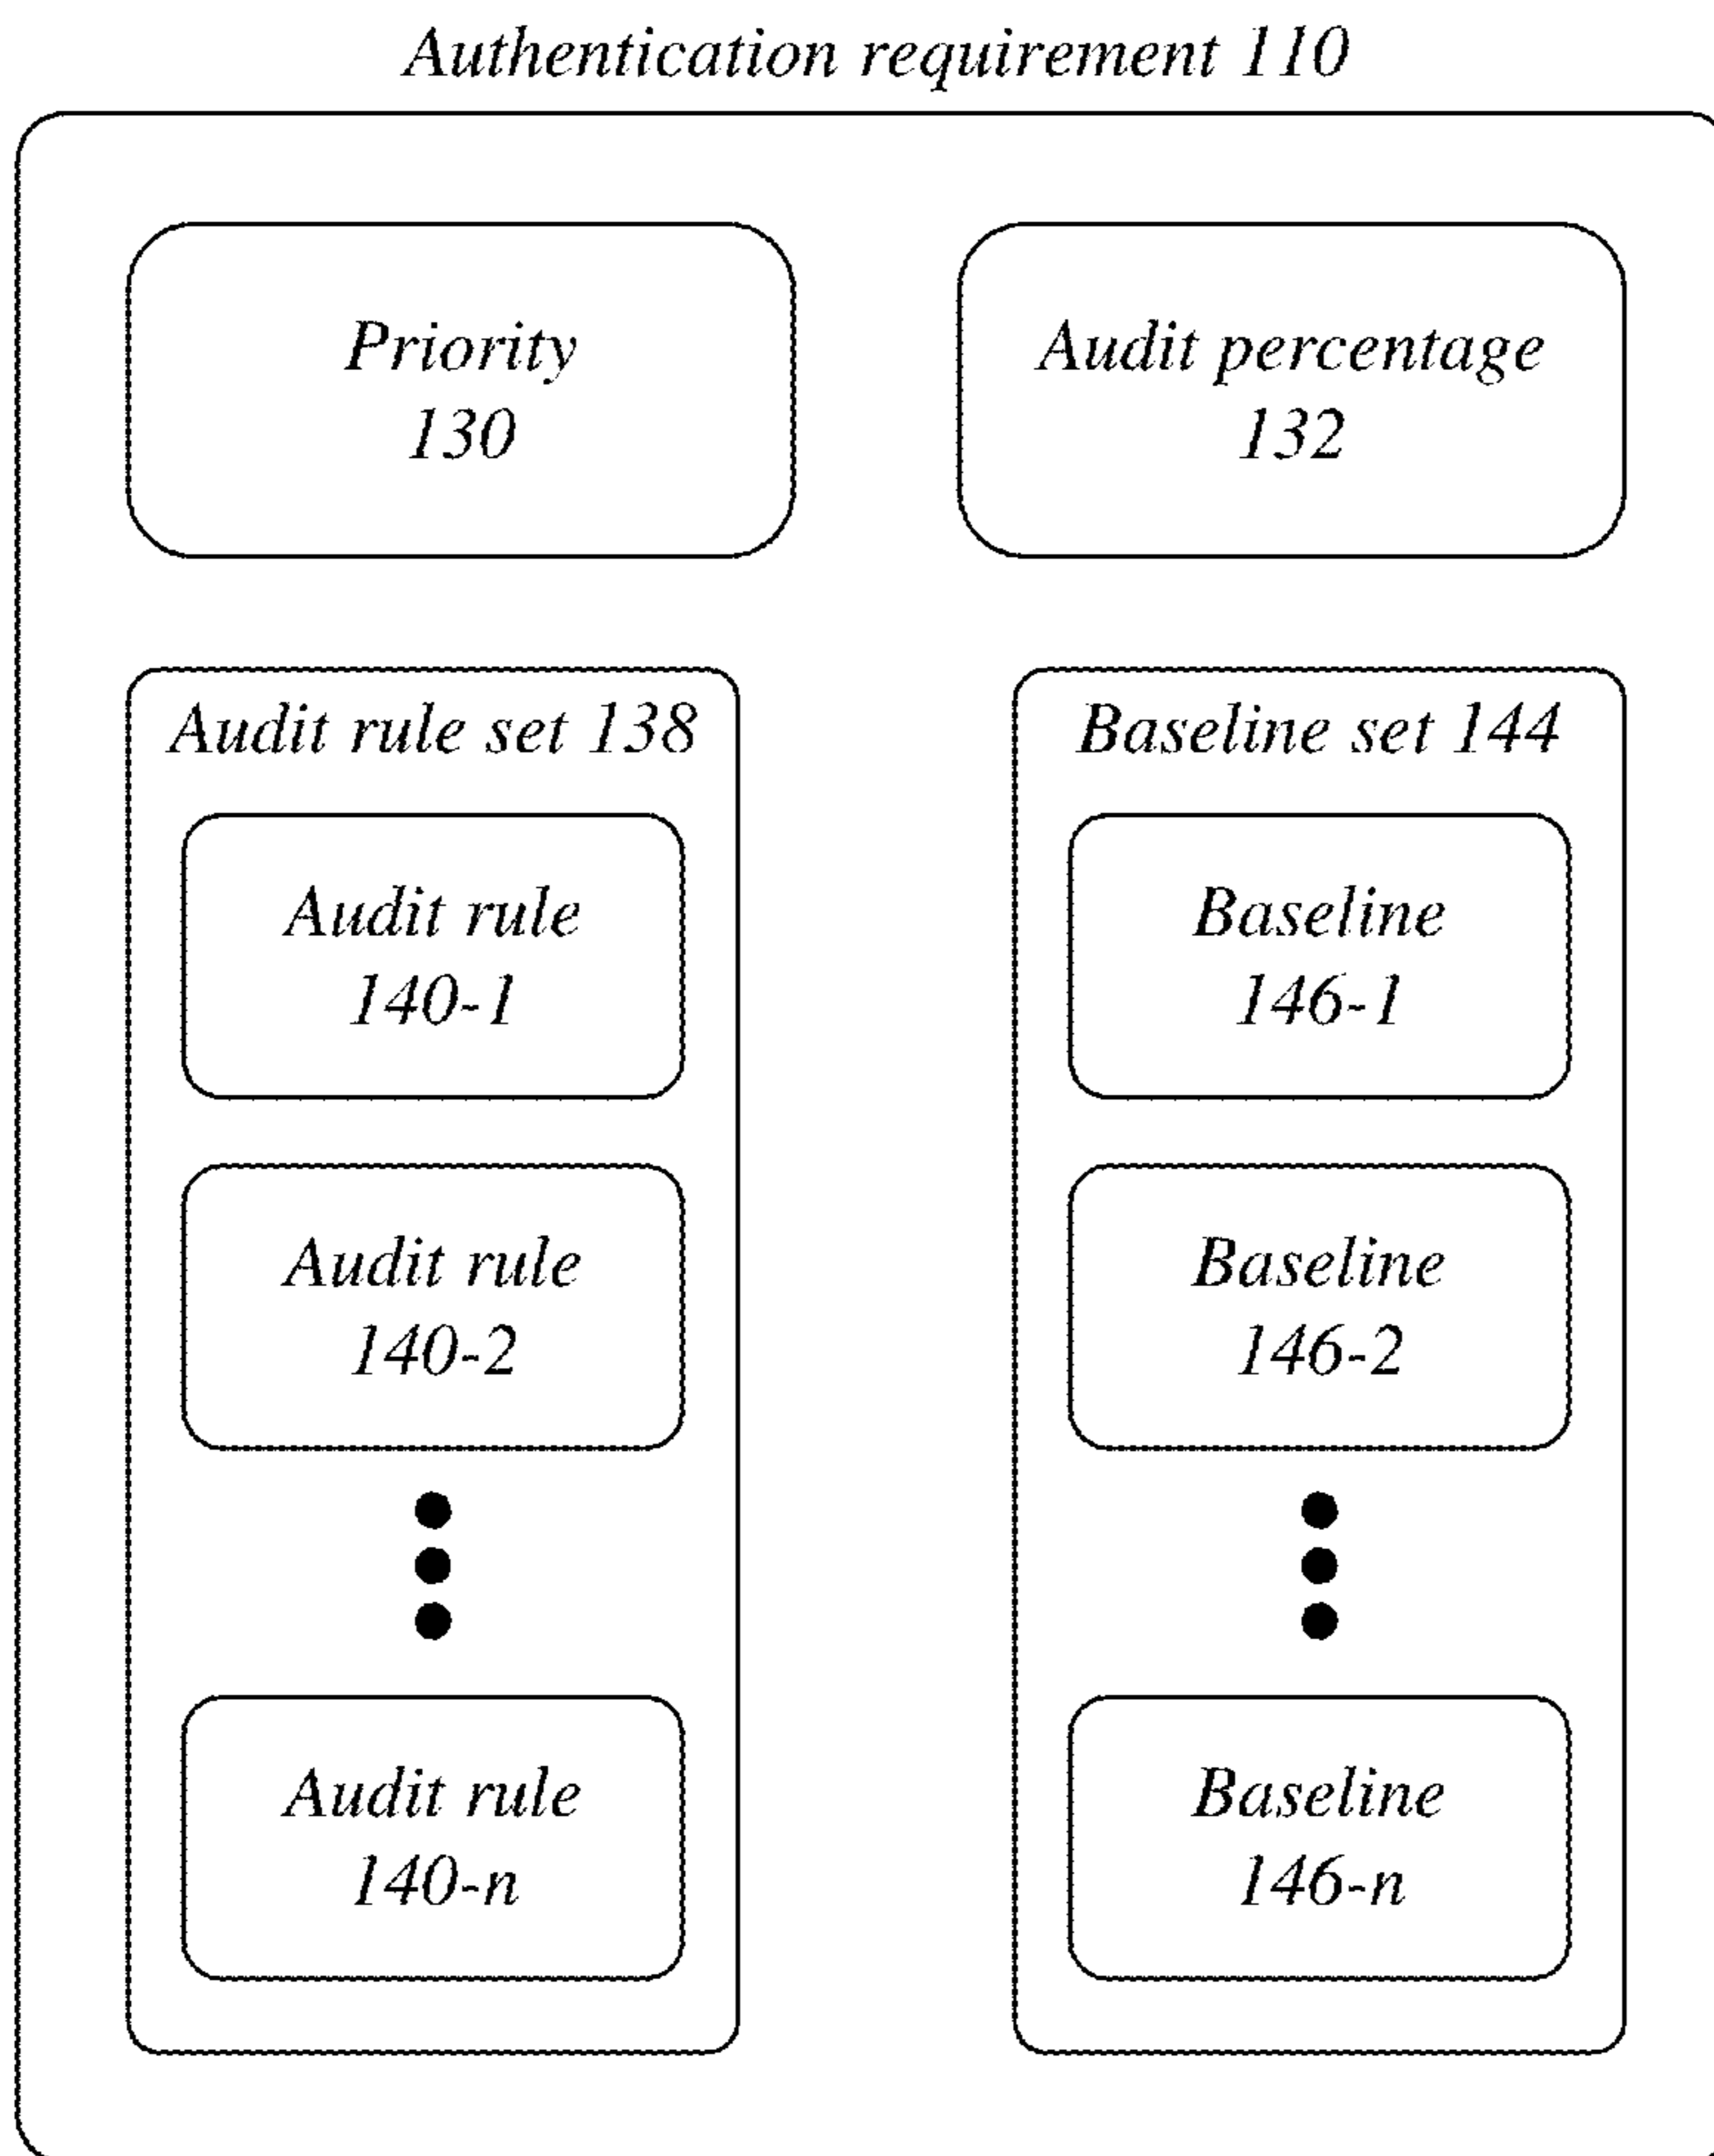 Authentication requirement 110
Priority
130
Audit percentage
132
Audit rule set 138
Audit rule
140-1
Audit rule
140-2
Audit rule
140-n
Baseline set 144
Baseline
146-1
Baseline
146-2
Baseline
146-n